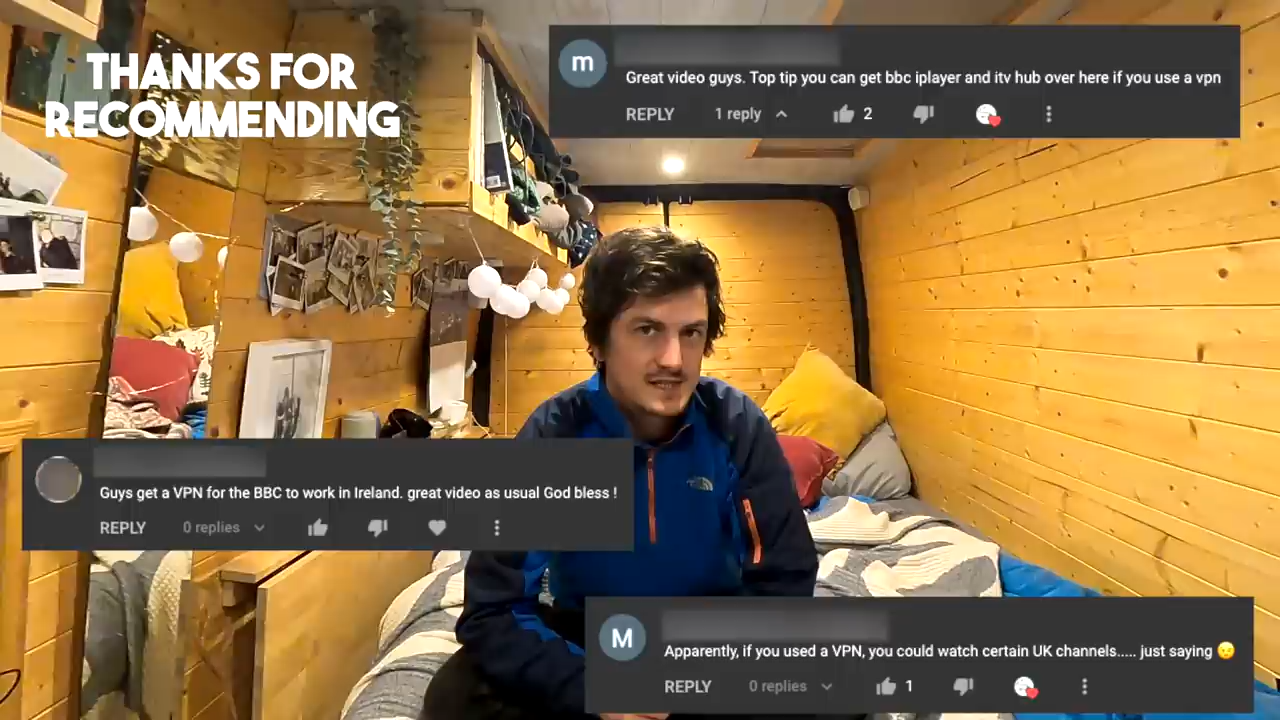 THANKS FOR
RECOMMENDING
m
Great video guys. Top tip you can get bbc iplayer and itv hub over here if you use a vpn
REPLY 1 reply 2
Guys get a VPN for the BBC to work in Ireland. great video as usual God bless !
REPLY 0 replies
THE NORTH FACE
M
Apparently, if you used a VPN, you could watch certain UK channels..... just saying 😉
REPLY 0 replies 1